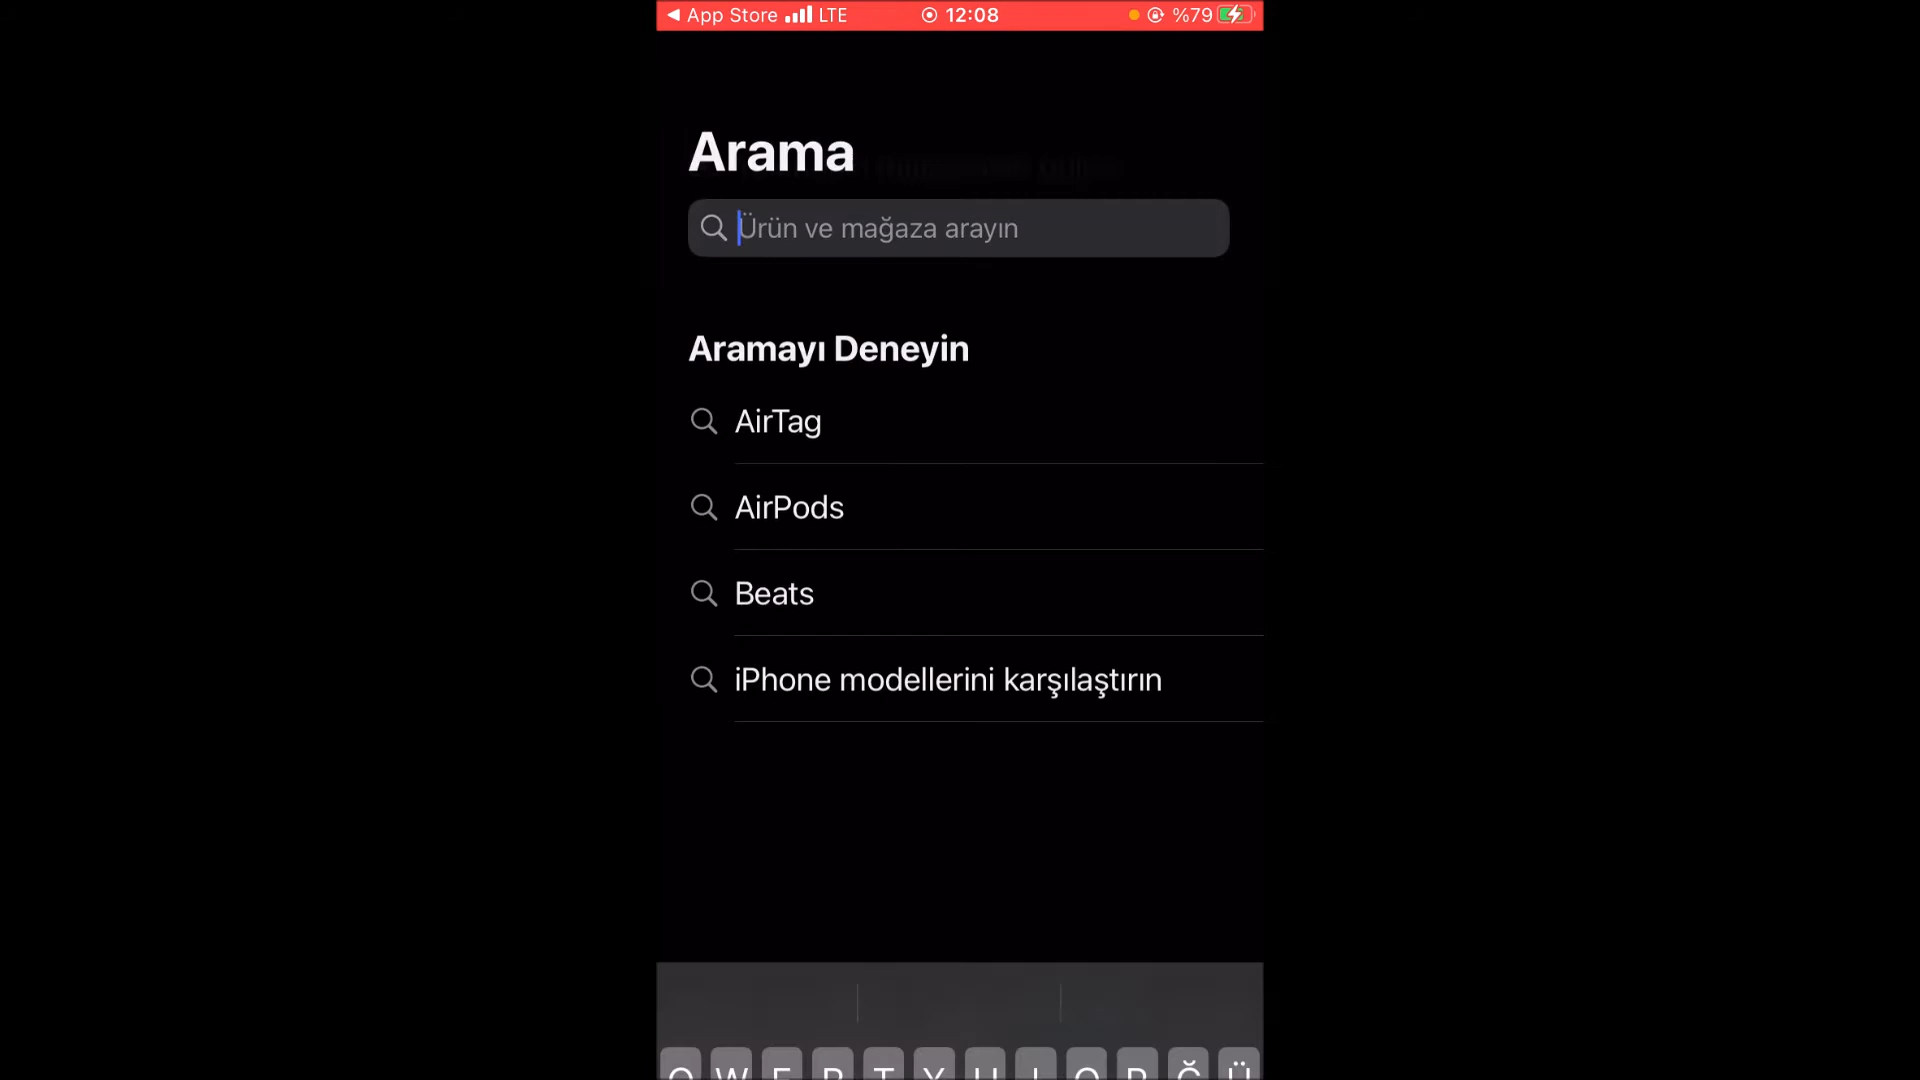 App Store LTE 12:08 %79
Arama
Ürün ve mağaza arayın
Aramayı Deneyin
AirTag
AirPods
Beats
iPhone modellerini karşılaştırın
Q W E R T Y U I O P Ğ Ü